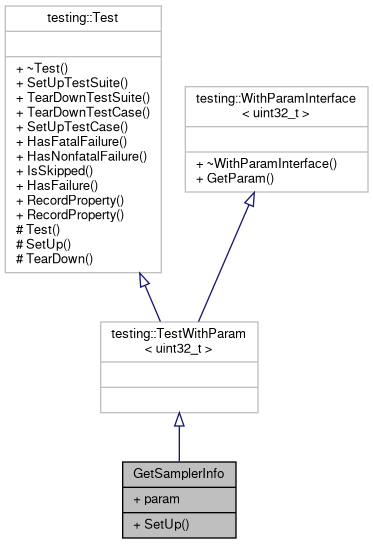 testing::Test
+ ~Test()
+ SetUpTestSuite()
+ TearDownTestSuite()
+ TearDownTestCase()
+ SetUpTestCase()
+ HasFatalFailure()
+ HasNonfatalFailure()
+ IsSkipped()
+ HasFailure()
+ RecordProperty()
+ RecordProperty()
# Test()
# SetUp()
# TearDown()
testing::WithParamInterface
< uint32_t >
+ ~WithParamInterface()
+ GetParam()
testing::TestWithParam
< uint32_t >
GetSamplerInfo
+ param
+ SetUp()